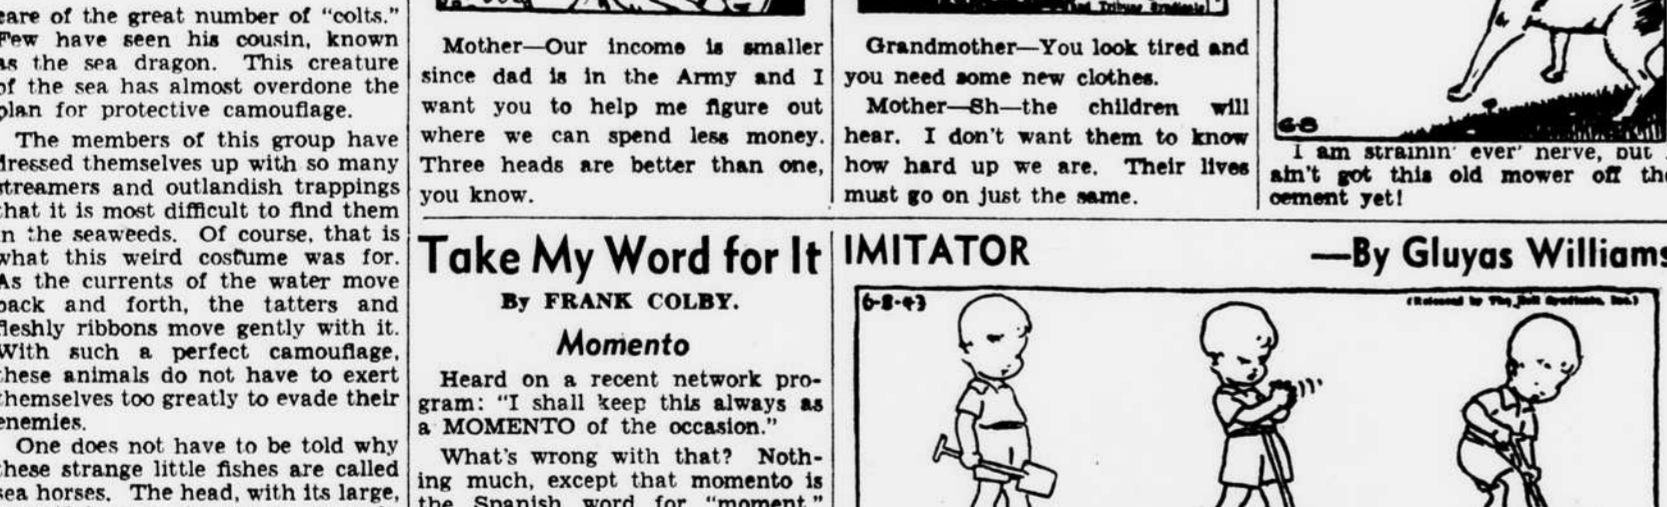 care of the great number of "colts."
Few have seen his cousin, known
as the sea dragon. This creature
of the sea has almost overdone the
plan for protective camouflage.
The members of this group have
dressed themselves up with so many
streamers and outlandish trappings
that it is most difficult to find them
in the seaweeds. Of course, that is
what this weird costume was for.
As the currents of the water move
back and forth, the tatters and
fleshly ribbons move gently with it.
With such a perfect camouflage,
these animals do not have to exert
themselves too greatly to evade their
enemies.
One does not have to be told why
these strange little fishes are called
sea horses. The head, with its large,
Mother—Our income is smaller
since dad is in the Army and I
want you to help me figure out
where we can spend less money.
Three heads are better than one,
you know.
Tribune Syndicate
Grandmother—You look tired and
you need some new clothes.
Mother—Sh—the children will
hear. I don't want them to know
how hard up we are. Their lives
must go on just the same.
6-8
I am strainin' ever' nerve, but
ain't got this old mower off the
cement yet!
Take My Word for It
By FRANK COLBY.
Momento
Heard on a recent network pro-
gram: "I shall keep this always as
a MOMENTO of the occasion."
What's wrong with that? Noth-
ing much, except that momento is
the Spanish word for "moment."
IMITATOR —By Gluyas Williams
6-8-43
(Released by The Bell Syndicate, Inc.)